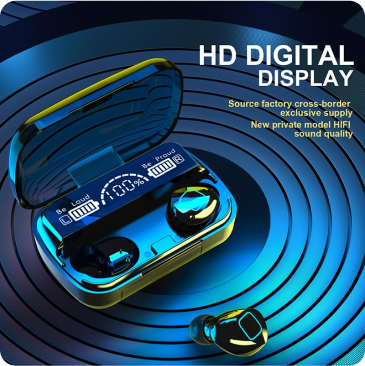 HD DIGITAL
DISPLAY
Source factory cross-border
exclusive supply
New private model HIFI
sound quality
Be Proud
Be Loud
100%
L
R